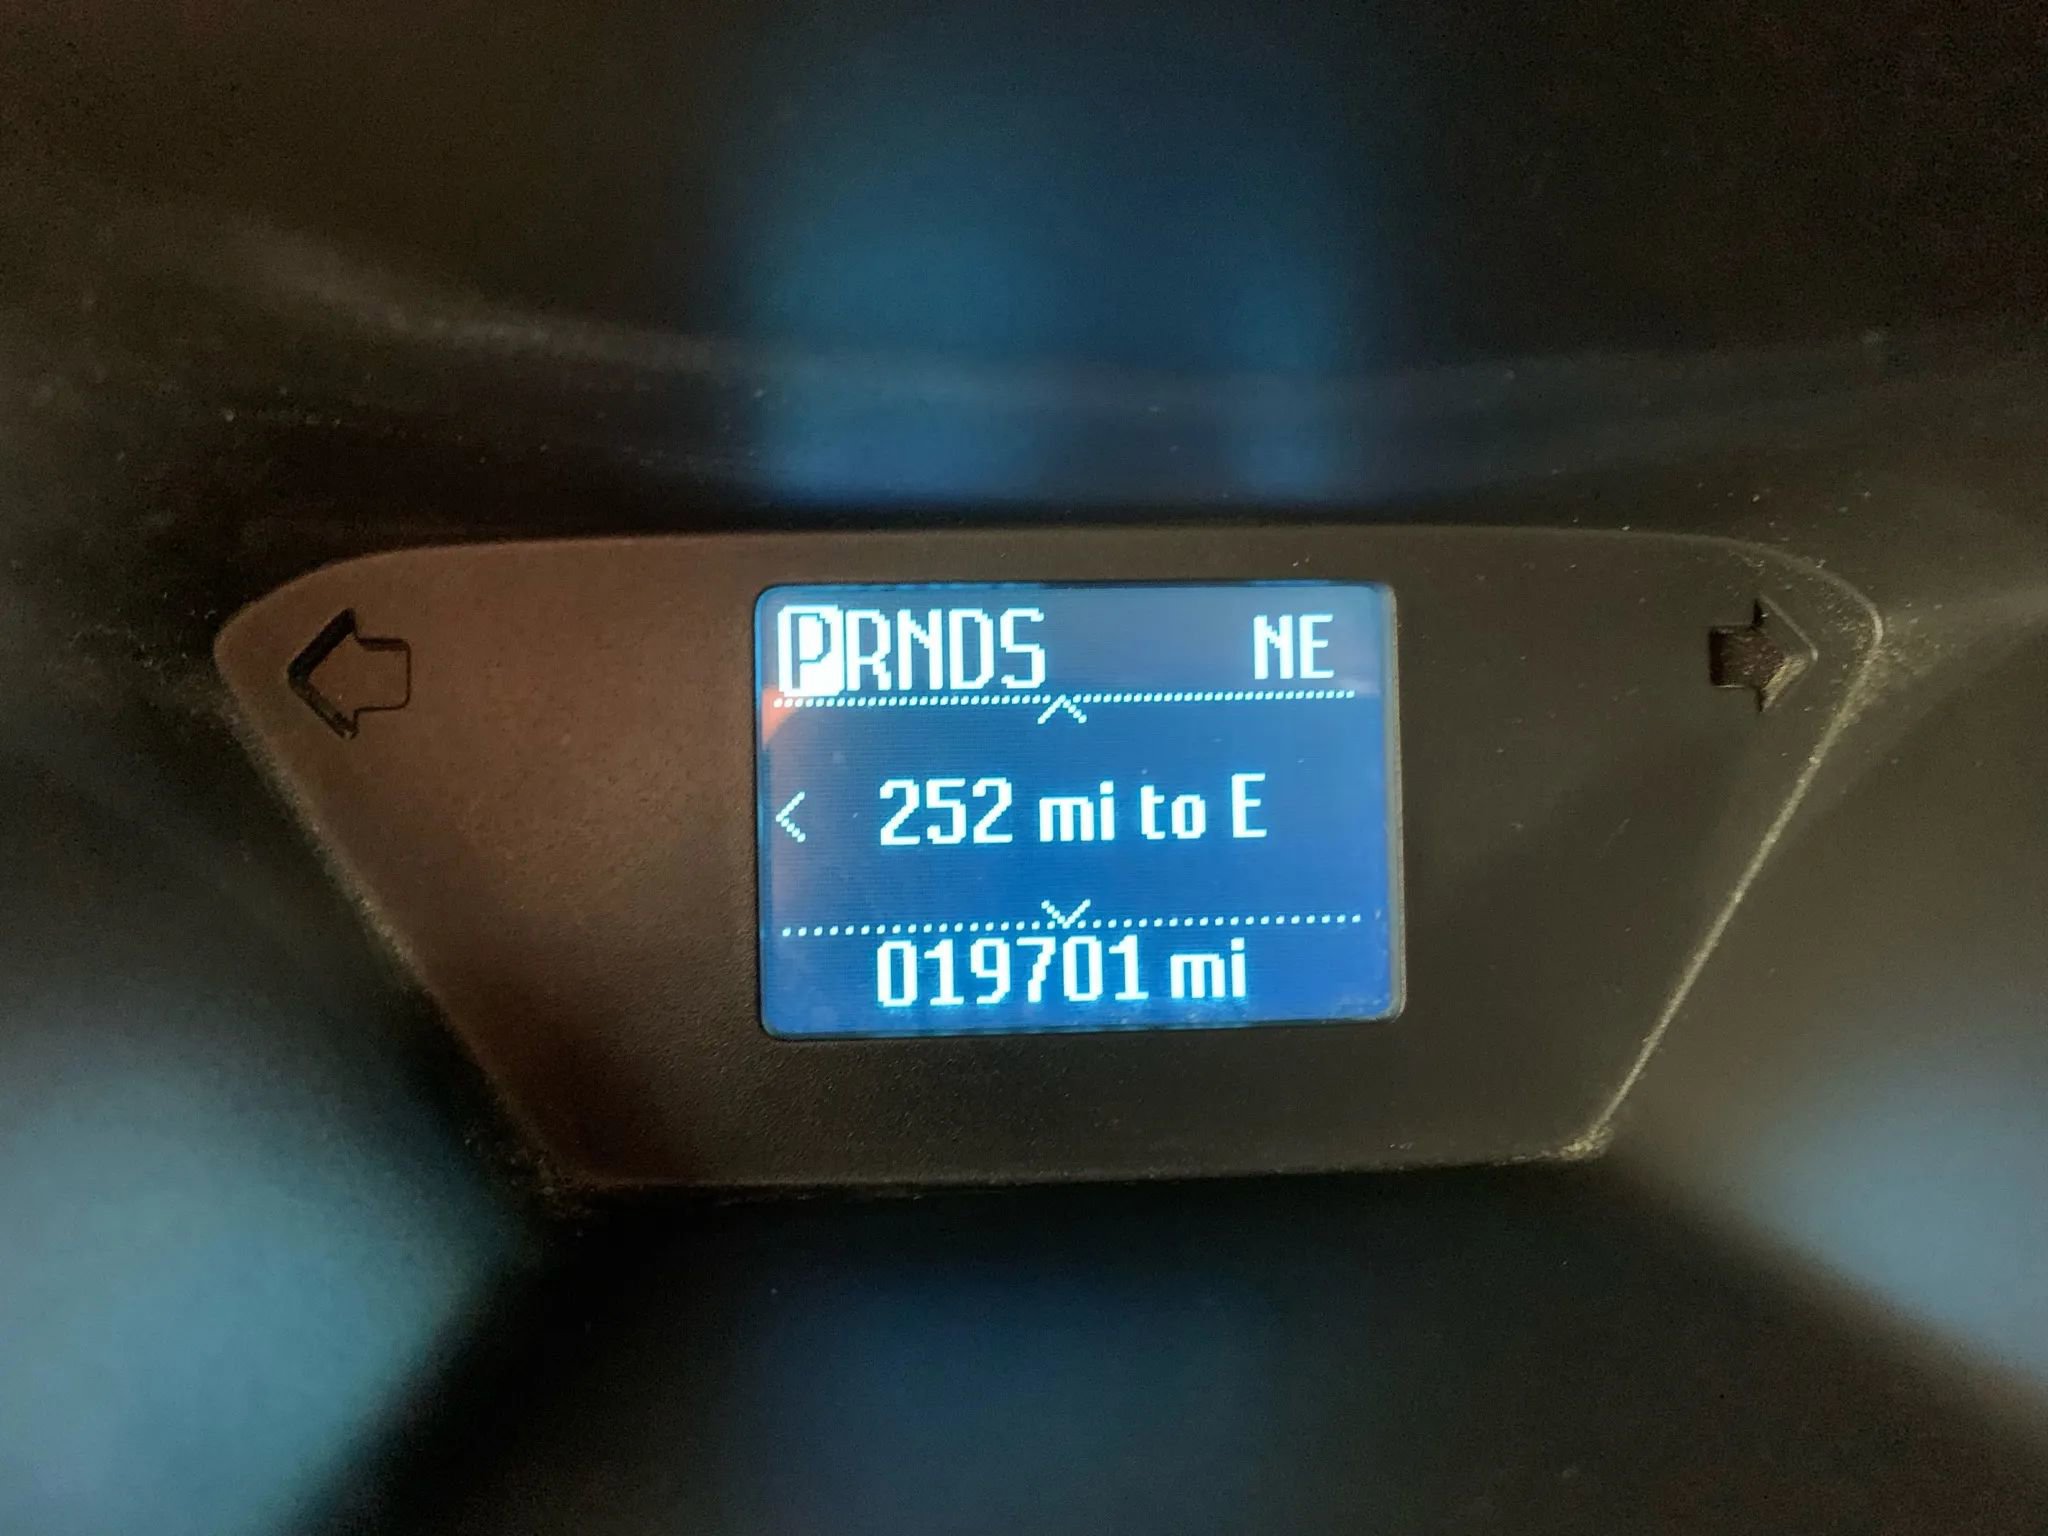 PRNDS NE
252 mi to E
019701 mi